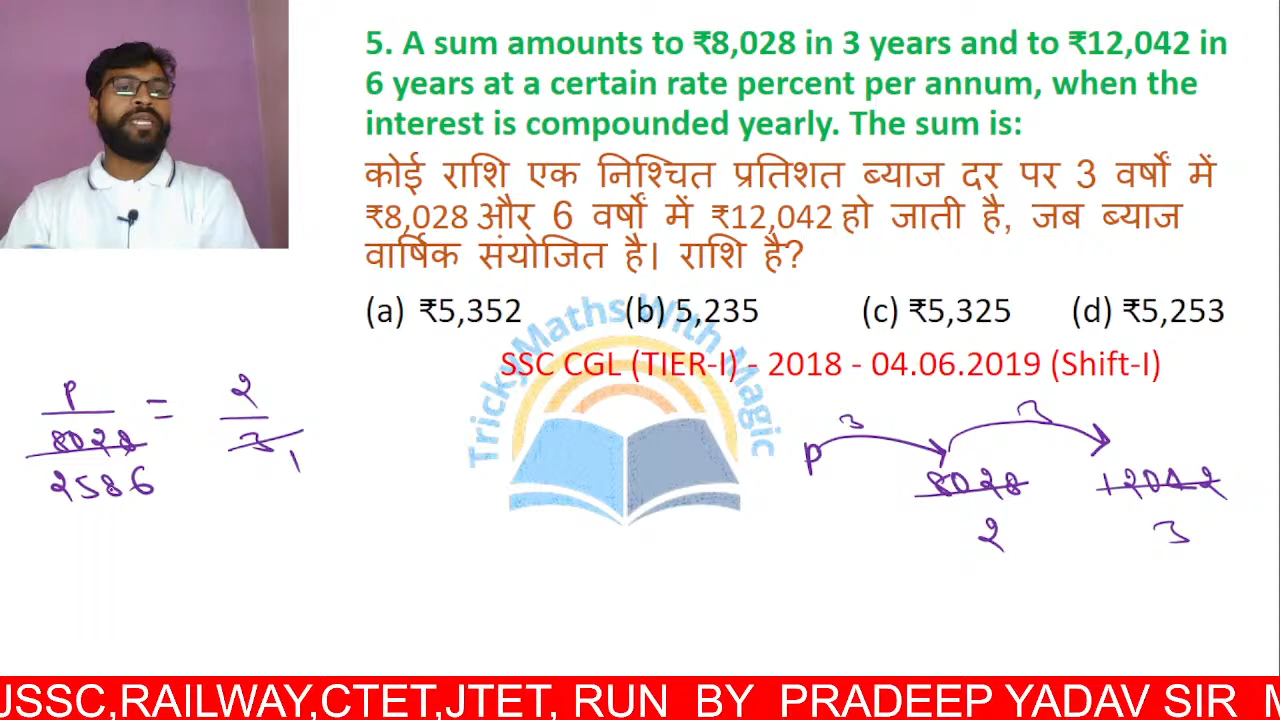 5. A sum amounts to ₹8,028 in 3 years and to ₹12,042 in
6 years at a certain rate percent per annum, when the
interest is compounded yearly. The sum is:
कोई राशि एक निश्चित प्रतिशत ब्याज दर पर 3 वर्षों में
₹8,028 और 6 वर्षों में ₹12,042 हो जाती है, जब ब्याज
वार्षिक संयोजित है। राशि है?
(a) ₹5,352 (b) 5,235 (c) ₹5,325 (d) ₹5,253
TrickyMaths With Magic
SSC CGL (TIER-I) - 2018 - 04.06.2019 (Shift-I)
P = 2
8028 3
2586 1
P 3 3
8028 12042
2 3
JSSC,RAILWAY,CTET,JTET, RUN BY PRADEEP YADAV SIR M